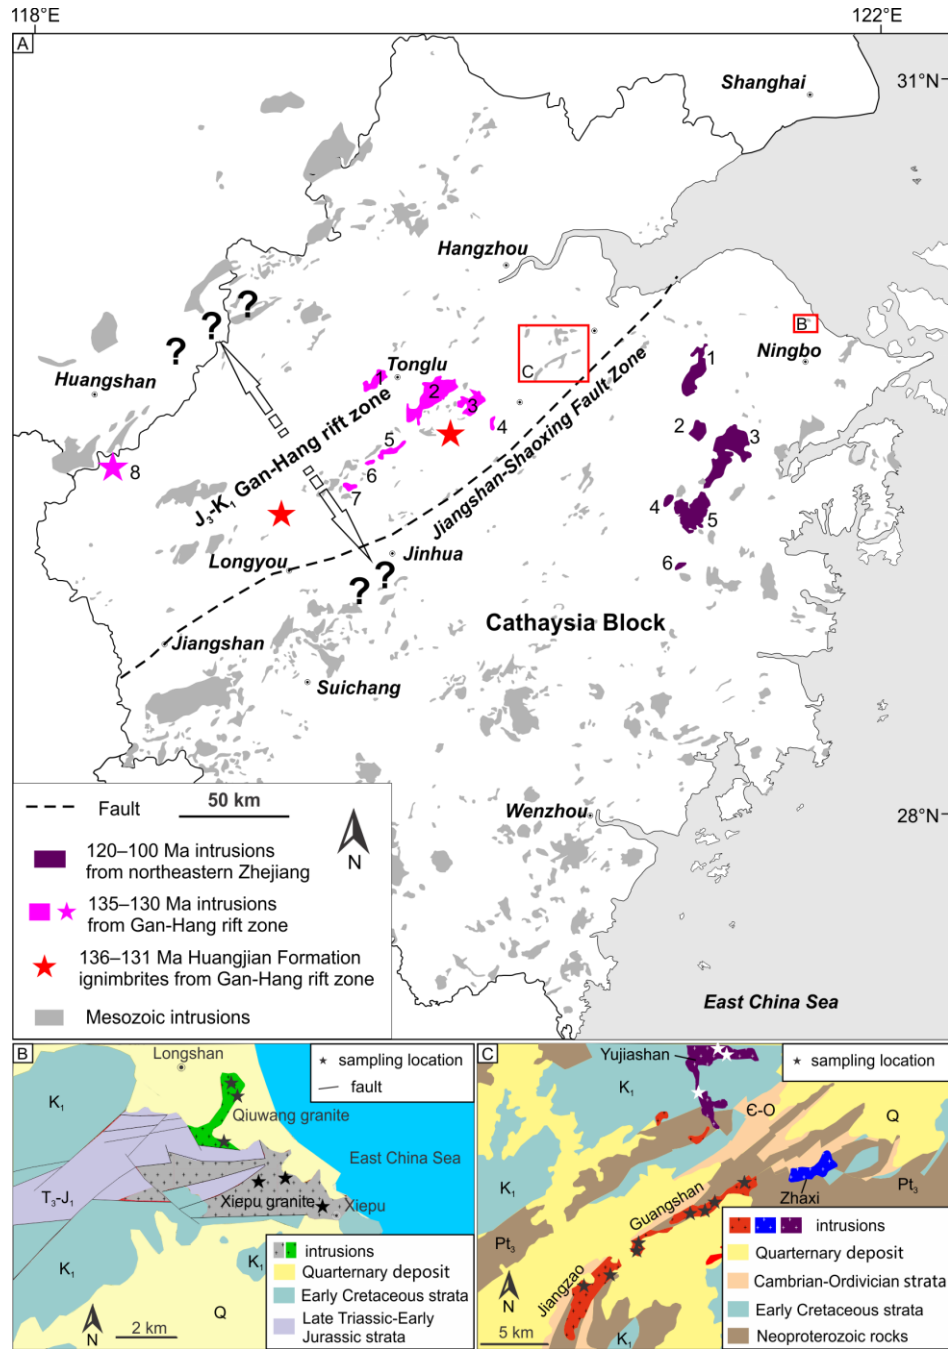 118°E
122°E
A
Shanghai
31°N
Hangzhou
?
?
?
B
Ningbo
Huangshan
Tonglu
C
1
1
2
3
4
2
3
8
5
6
7
4
5
6
J₃-K₁ Gan-Hang rift zone
Jiangshan-Shaoxing Fault Zone
Longyou
Jinhua
?
?
Cathaysia Block
Jiangshan
Suichang
Wenzhou
28°N
East China Sea
Fault
50 km
N
120–100 Ma intrusions
from northeastern Zhejiang
135–130 Ma intrusions
from Gan-Hang rift zone
136–131 Ma Huangjian Formation
ignimbrites from Gan-Hang rift zone
Mesozoic intrusions
B
Longshan
sampling location
fault
K₁
Qiuwang granite
East China Sea
T₃-J₁
Xiepu granite
Xiepu
K₁
K₁
Q
N
2 km
intrusions
Quarternary deposit
Early Cretaceous strata
Late Triassic-Early
Jurassic strata
C
Yujiashan
sampling location
K₁
Є-O
Q
K₁
Guangshan
Zhaxi
Pt₃
Pt₃
Jiangzao
K₁
N
5 km
intrusions
Quaternary deposit
Cambrian-Ordivician strata
Early Cretaceous strata
Neoproterozoic rocks